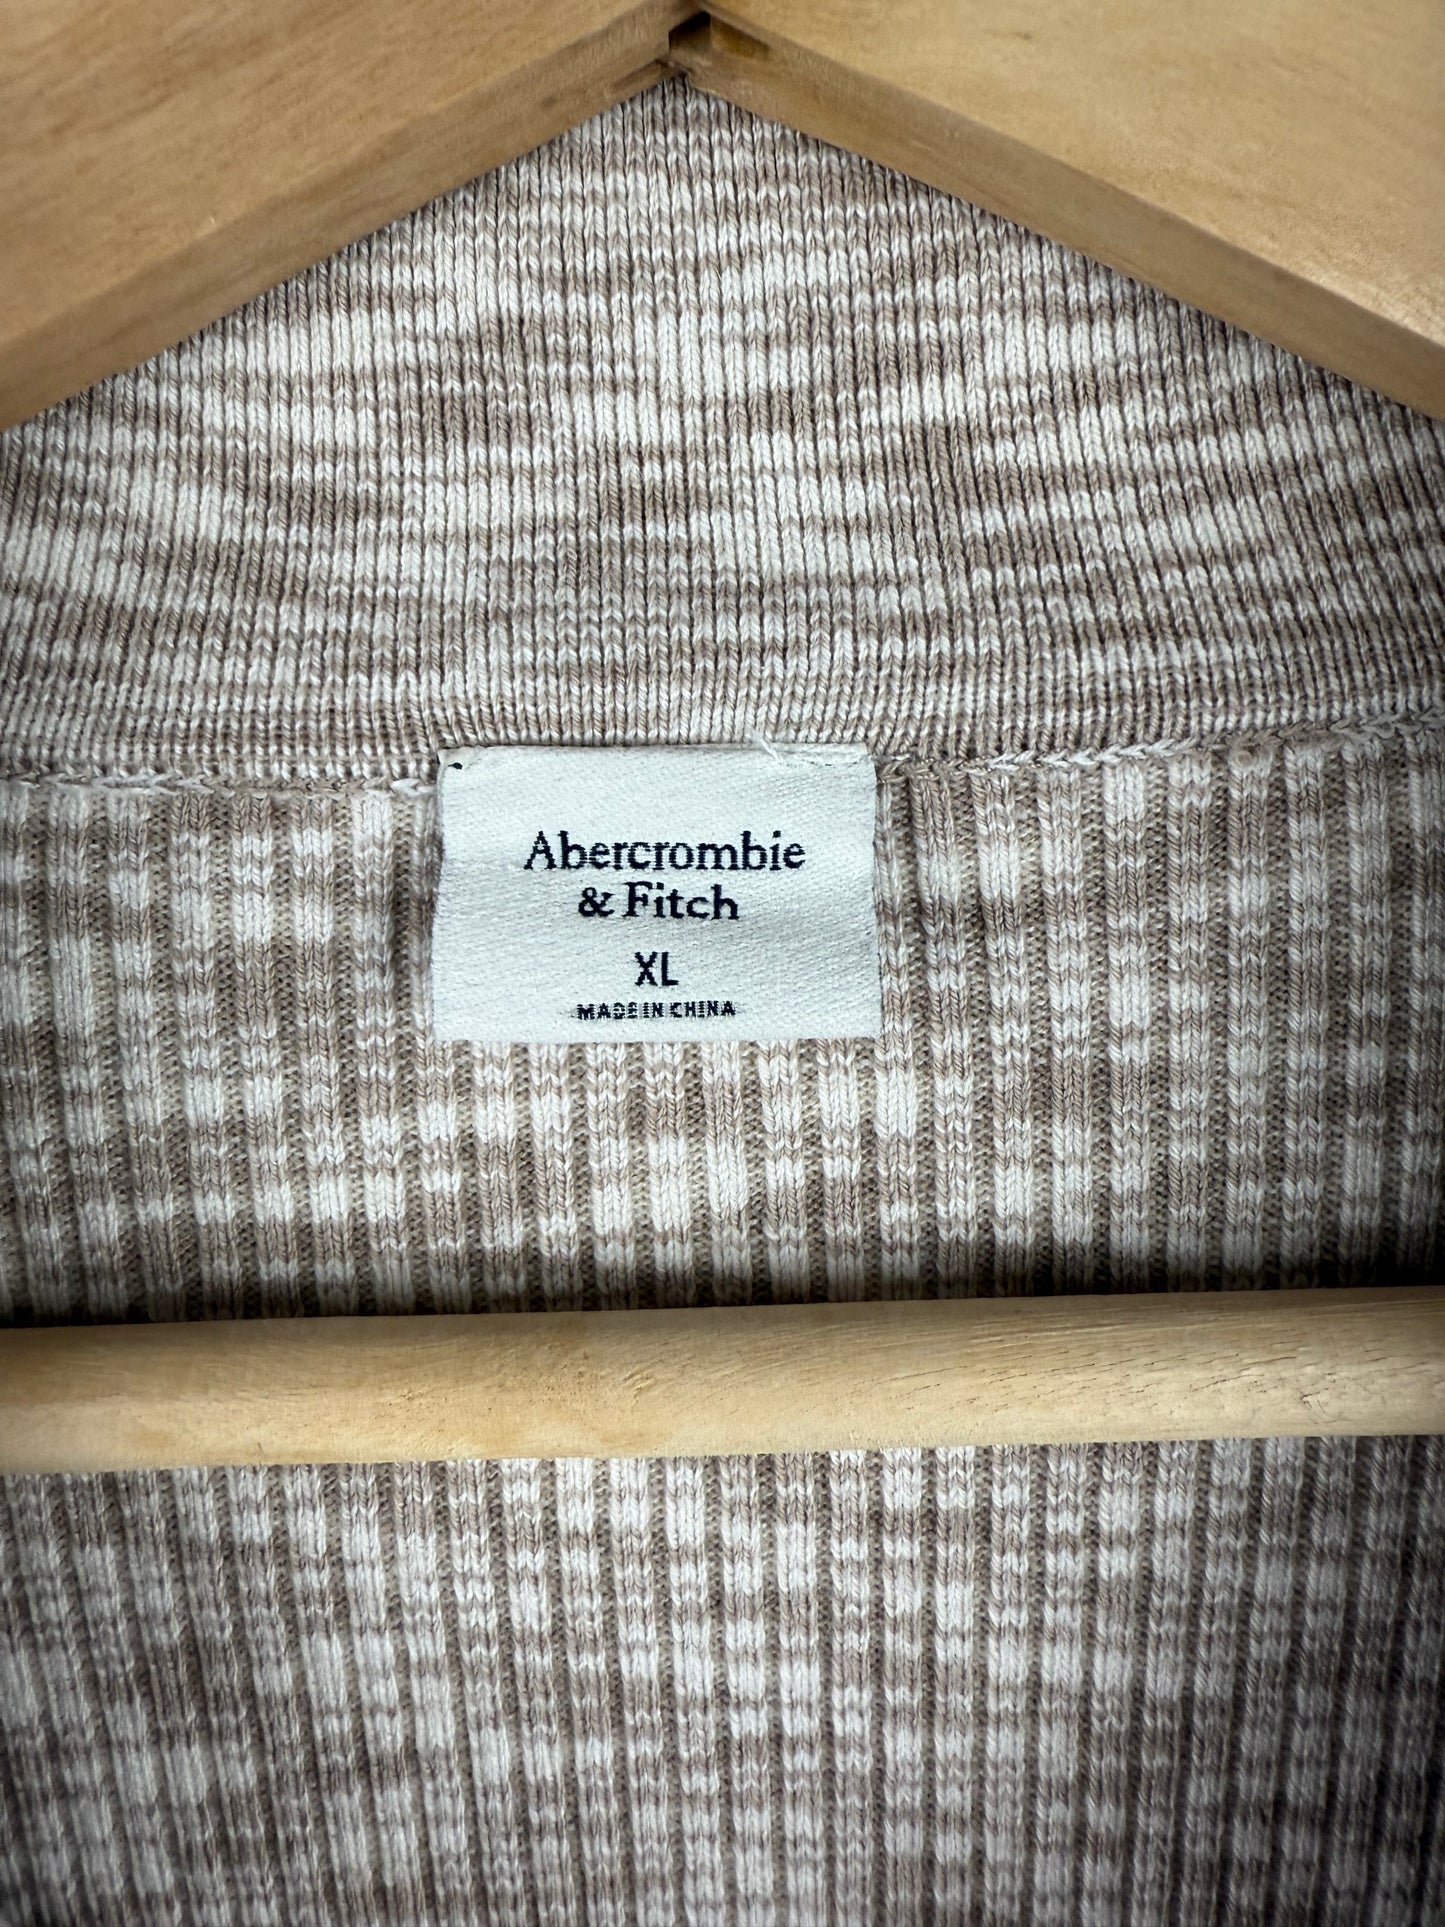 Abercrombie
& Fitch
XL
MADE IN CHINA